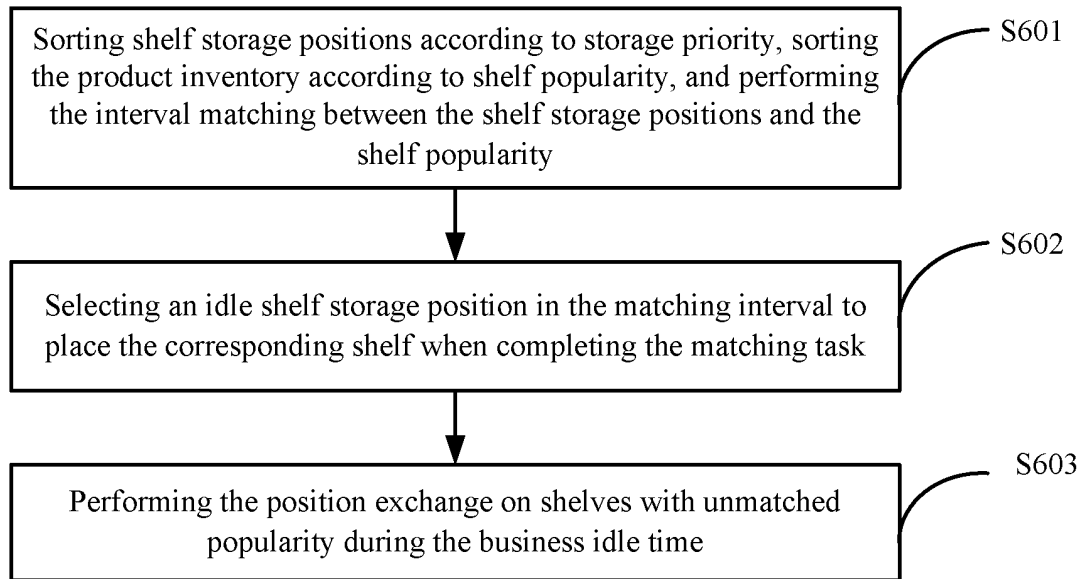 Sorting shelf storage positions according to storage priority, sorting
the product inventory according to shelf popularity, and performing
the interval matching between the shelf storage positions and the
shelf popularity
S601
Selecting an idle shelf storage position in the matching interval to
place the corresponding shelf when completing the matching task
S602
Performing the position exchange on shelves with unmatched
popularity during the business idle time
S603